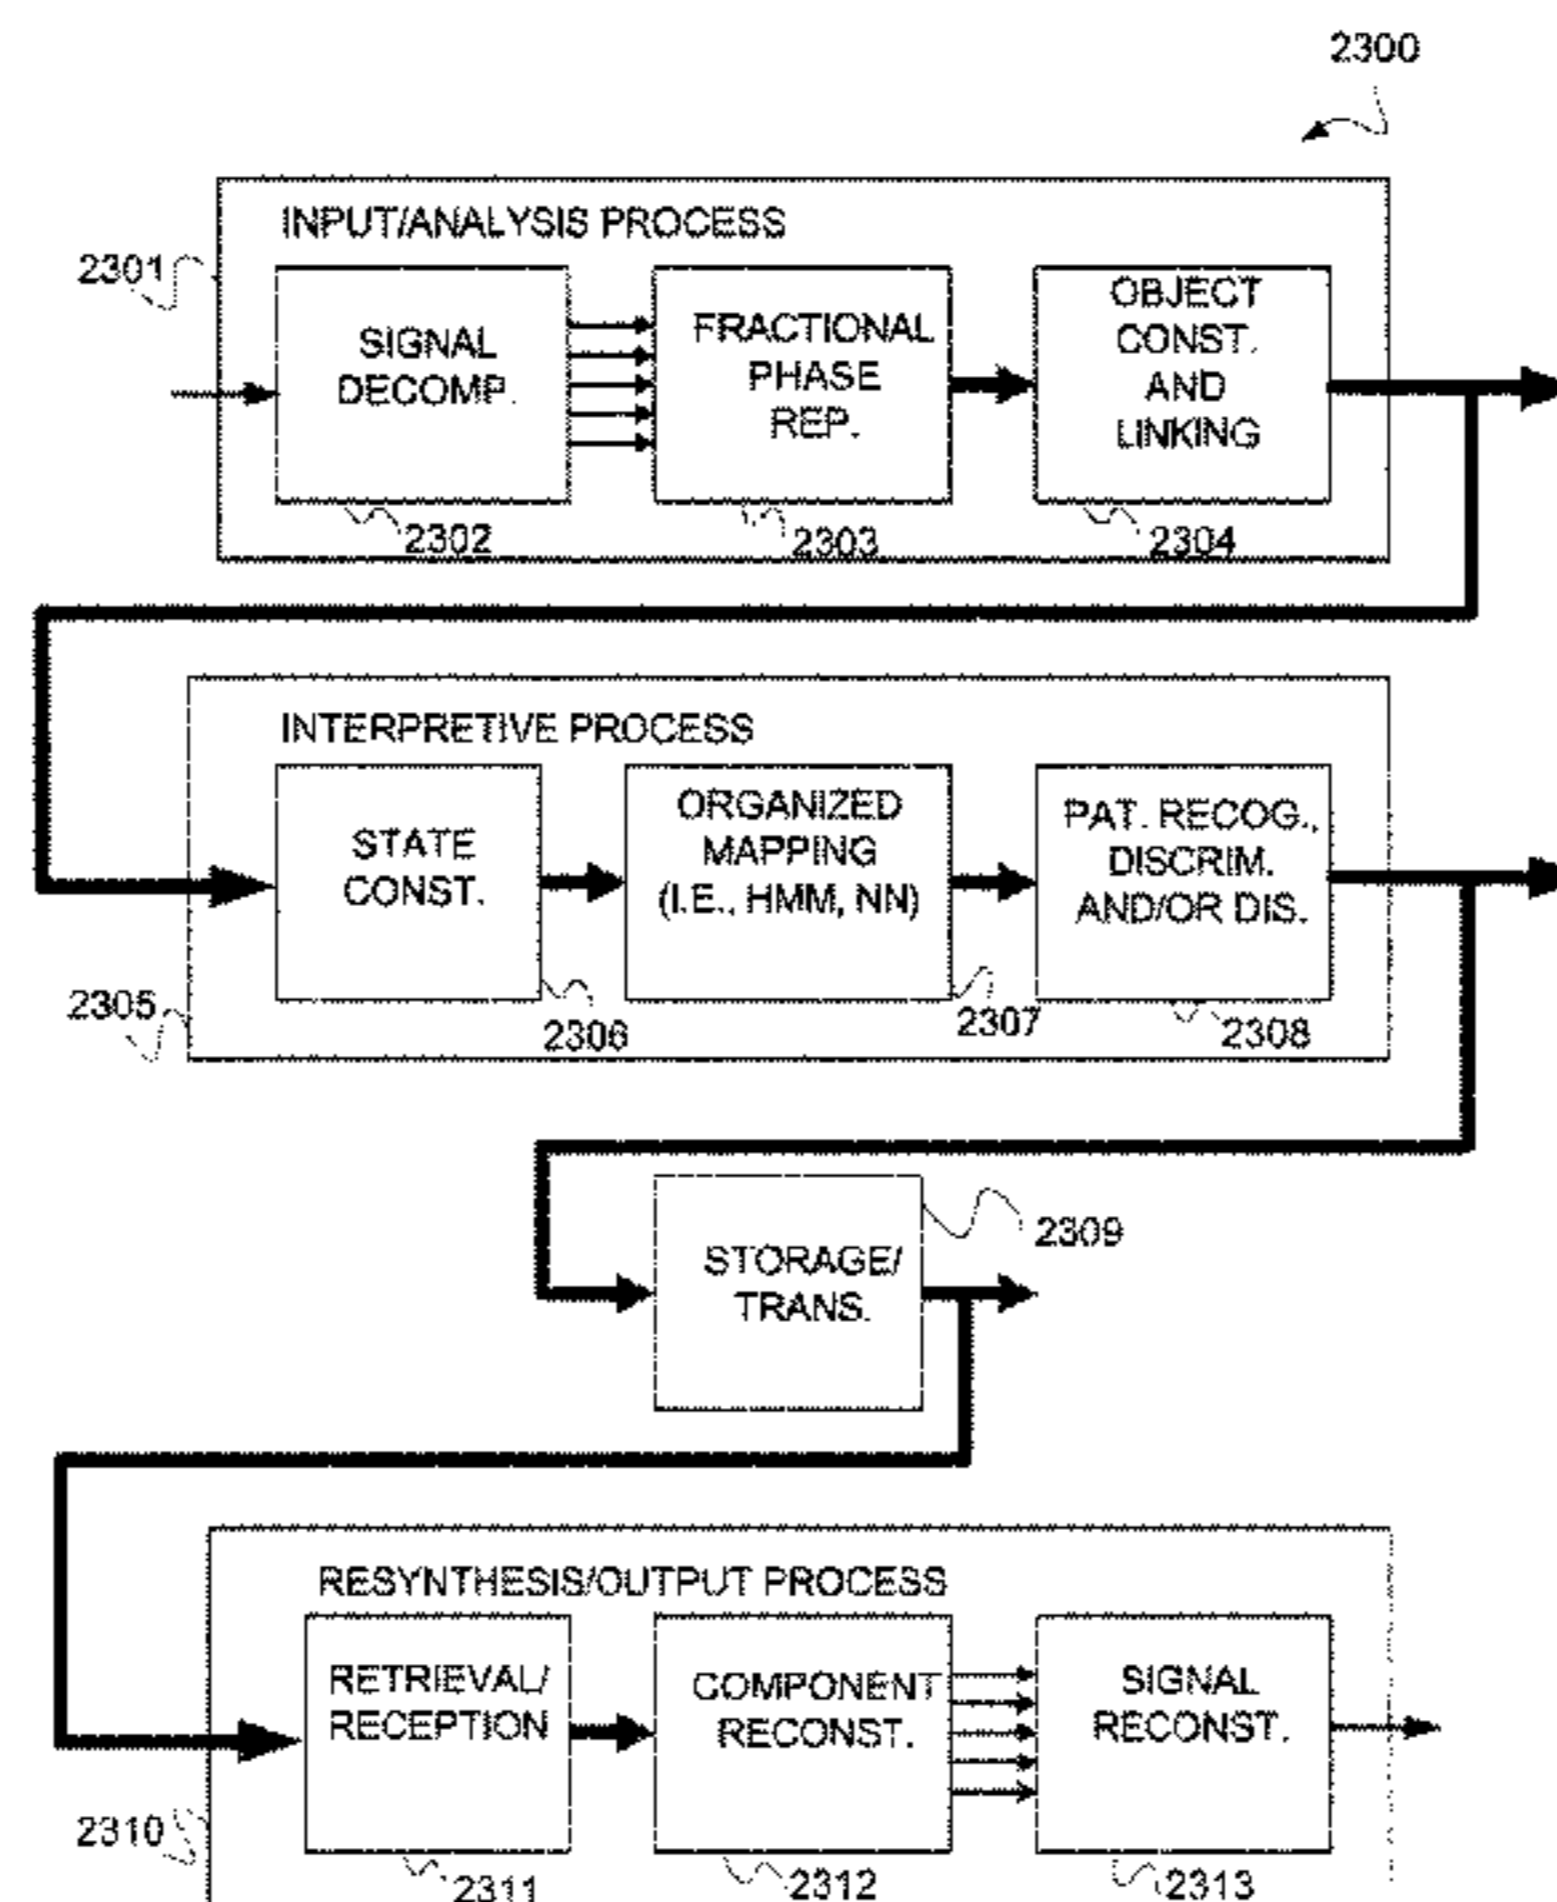 2300
INPUT/ANALYSIS PROCESS
2301
SIGNAL
DECOMP.
FRACTIONAL
PHASE
REP.
OBJECT
CONST.
AND
LINKING
2302
2303
2304
INTERPRETIVE PROCESS
STATE
CONST.
ORGANIZED
MAPPING
(I.E., HMM, NN)
PAT. RECOG.,
DISCRIM.
AND/OR DIS.
2305
2306
2307
2308
STORAGE/
TRANS.
2309
RESYNTHESIS/OUTPUT PROCESS
RETRIEVAL/
RECEPTION
COMPONENT
RECONST.
SIGNAL
RECONST.
2310
2311
2312
2313